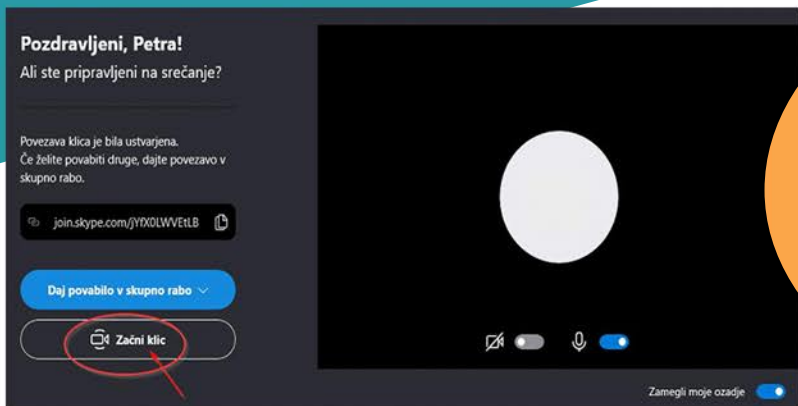 Pozdravljeni, Petra!
Ali ste pripravljeni na srečanje?
Povezava klica je bila ustvarjena.
Če želite povabiti druge, dajte povezavo v
skupno rabo.
join.skype.com/jYfX0LWVEtLB
Daj povabilo v skupno rabo
Začni klic
Zamegli moje ozadje